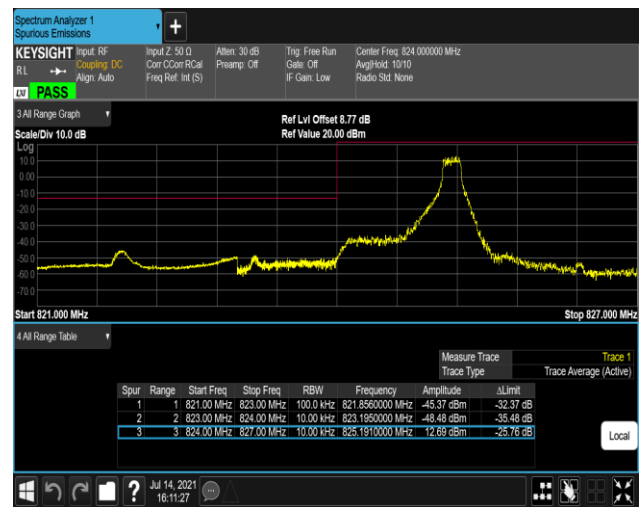 Spectrum Analyzer 1
Spurious Emissions
+
KEYSIGHT Input: RF Input Z: 50 Ω Atten: 30 dB Trig: Free Run Center Freq: 824.000000 MHz
RL Coupling: DC Corr CCorr RCal Preamp: Off Gate: Off Avg|Hold: 10/10
Align: Auto Freq Ref: Int (S) IF Gain: Low Radio Std: None
LXI PASS
3 All Range Graph
Ref Lvl Offset 8.77 dB
Scale/Div 10.0 dB Ref Value 20.00 dBm
Log
10.0
0.00
-10.0
-20.0
-30.0
-40.0
-50.0
-60.0
-70.0
Start 821.000 MHz Stop 827.000 MHz
4 All Range Table
Measure Trace Trace 1
Trace Type Trace Average (Active)
Spur Range Start Freq Stop Freq RBW Frequency Amplitude ΔLimit
1 1 821.00 MHz 823.00 MHz 100.0 kHz 821.8560000 MHz -45.37 dBm -32.37 dB
2 2 823.00 MHz 824.00 MHz 10.00 kHz 823.1950000 MHz -48.48 dBm -35.48 dB
3 3 824.00 MHz 827.00 MHz 10.00 kHz 825.1910000 MHz 12.69 dBm -25.76 dB
Local
? Jul 14, 2021
16:11:27